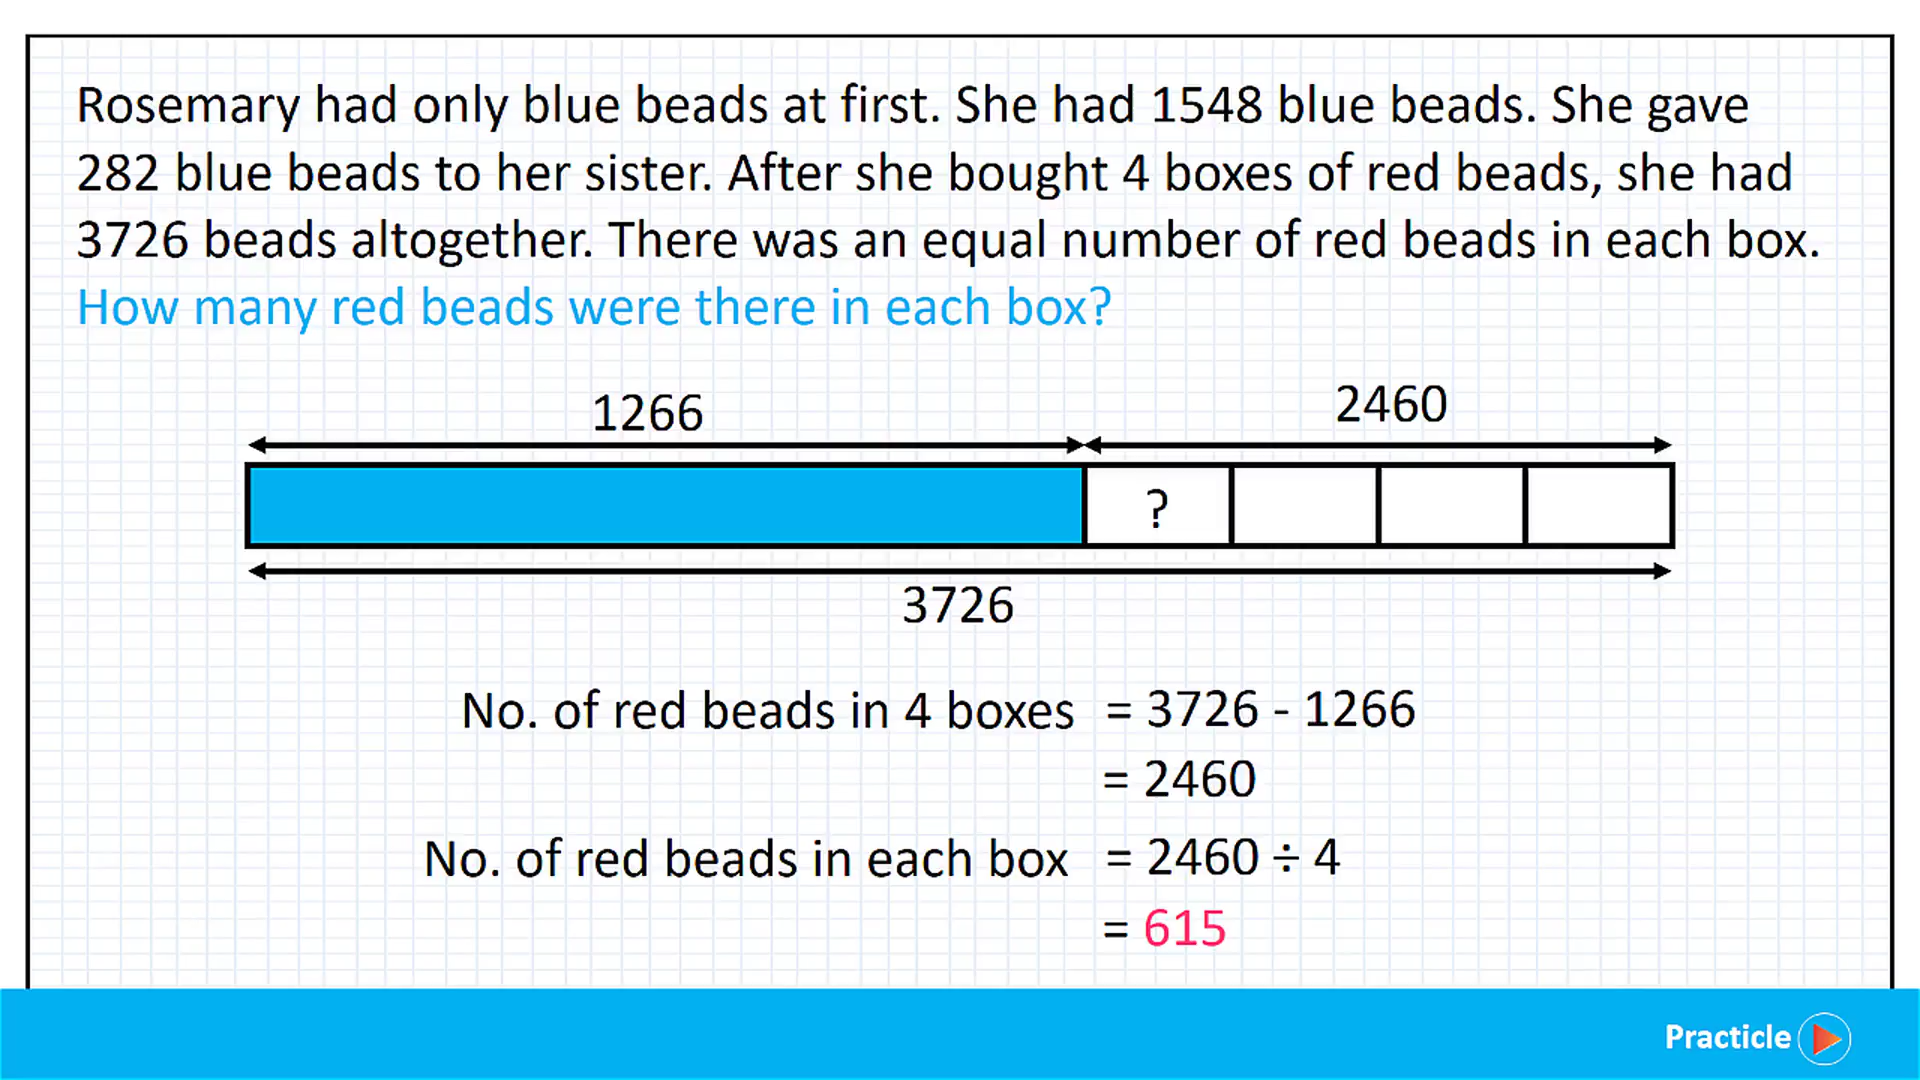 Rosemary had only blue beads at first. She had 1548 blue beads. She gave
282 blue beads to her sister. After she bought 4 boxes of red beads, she had
3726 beads altogether. There was an equal number of red beads in each box.
How many red beads were there in each box?
1266
2460
?
3726
No. of red beads in 4 boxes = 3726 - 1266
= 2460
No. of red beads in each box = 2460 ÷ 4
= 615
Practicle